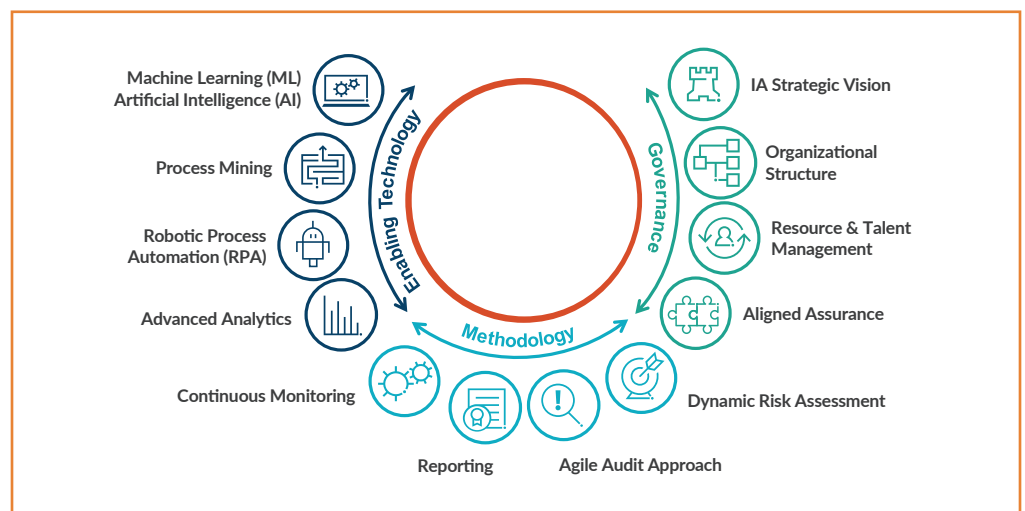 Machine Learning (ML)
Artificial Intelligence (AI)
Process Mining
Robotic Process
Automation (RPA)
Advanced Analytics
Enabling Technology
Continuous Monitoring
Reporting
Methodology
Agile Audit Approach
Dynamic Risk Assessment
Governance
IA Strategic Vision
Organizational
Structure
Resource & Talent
Management
Aligned Assurance